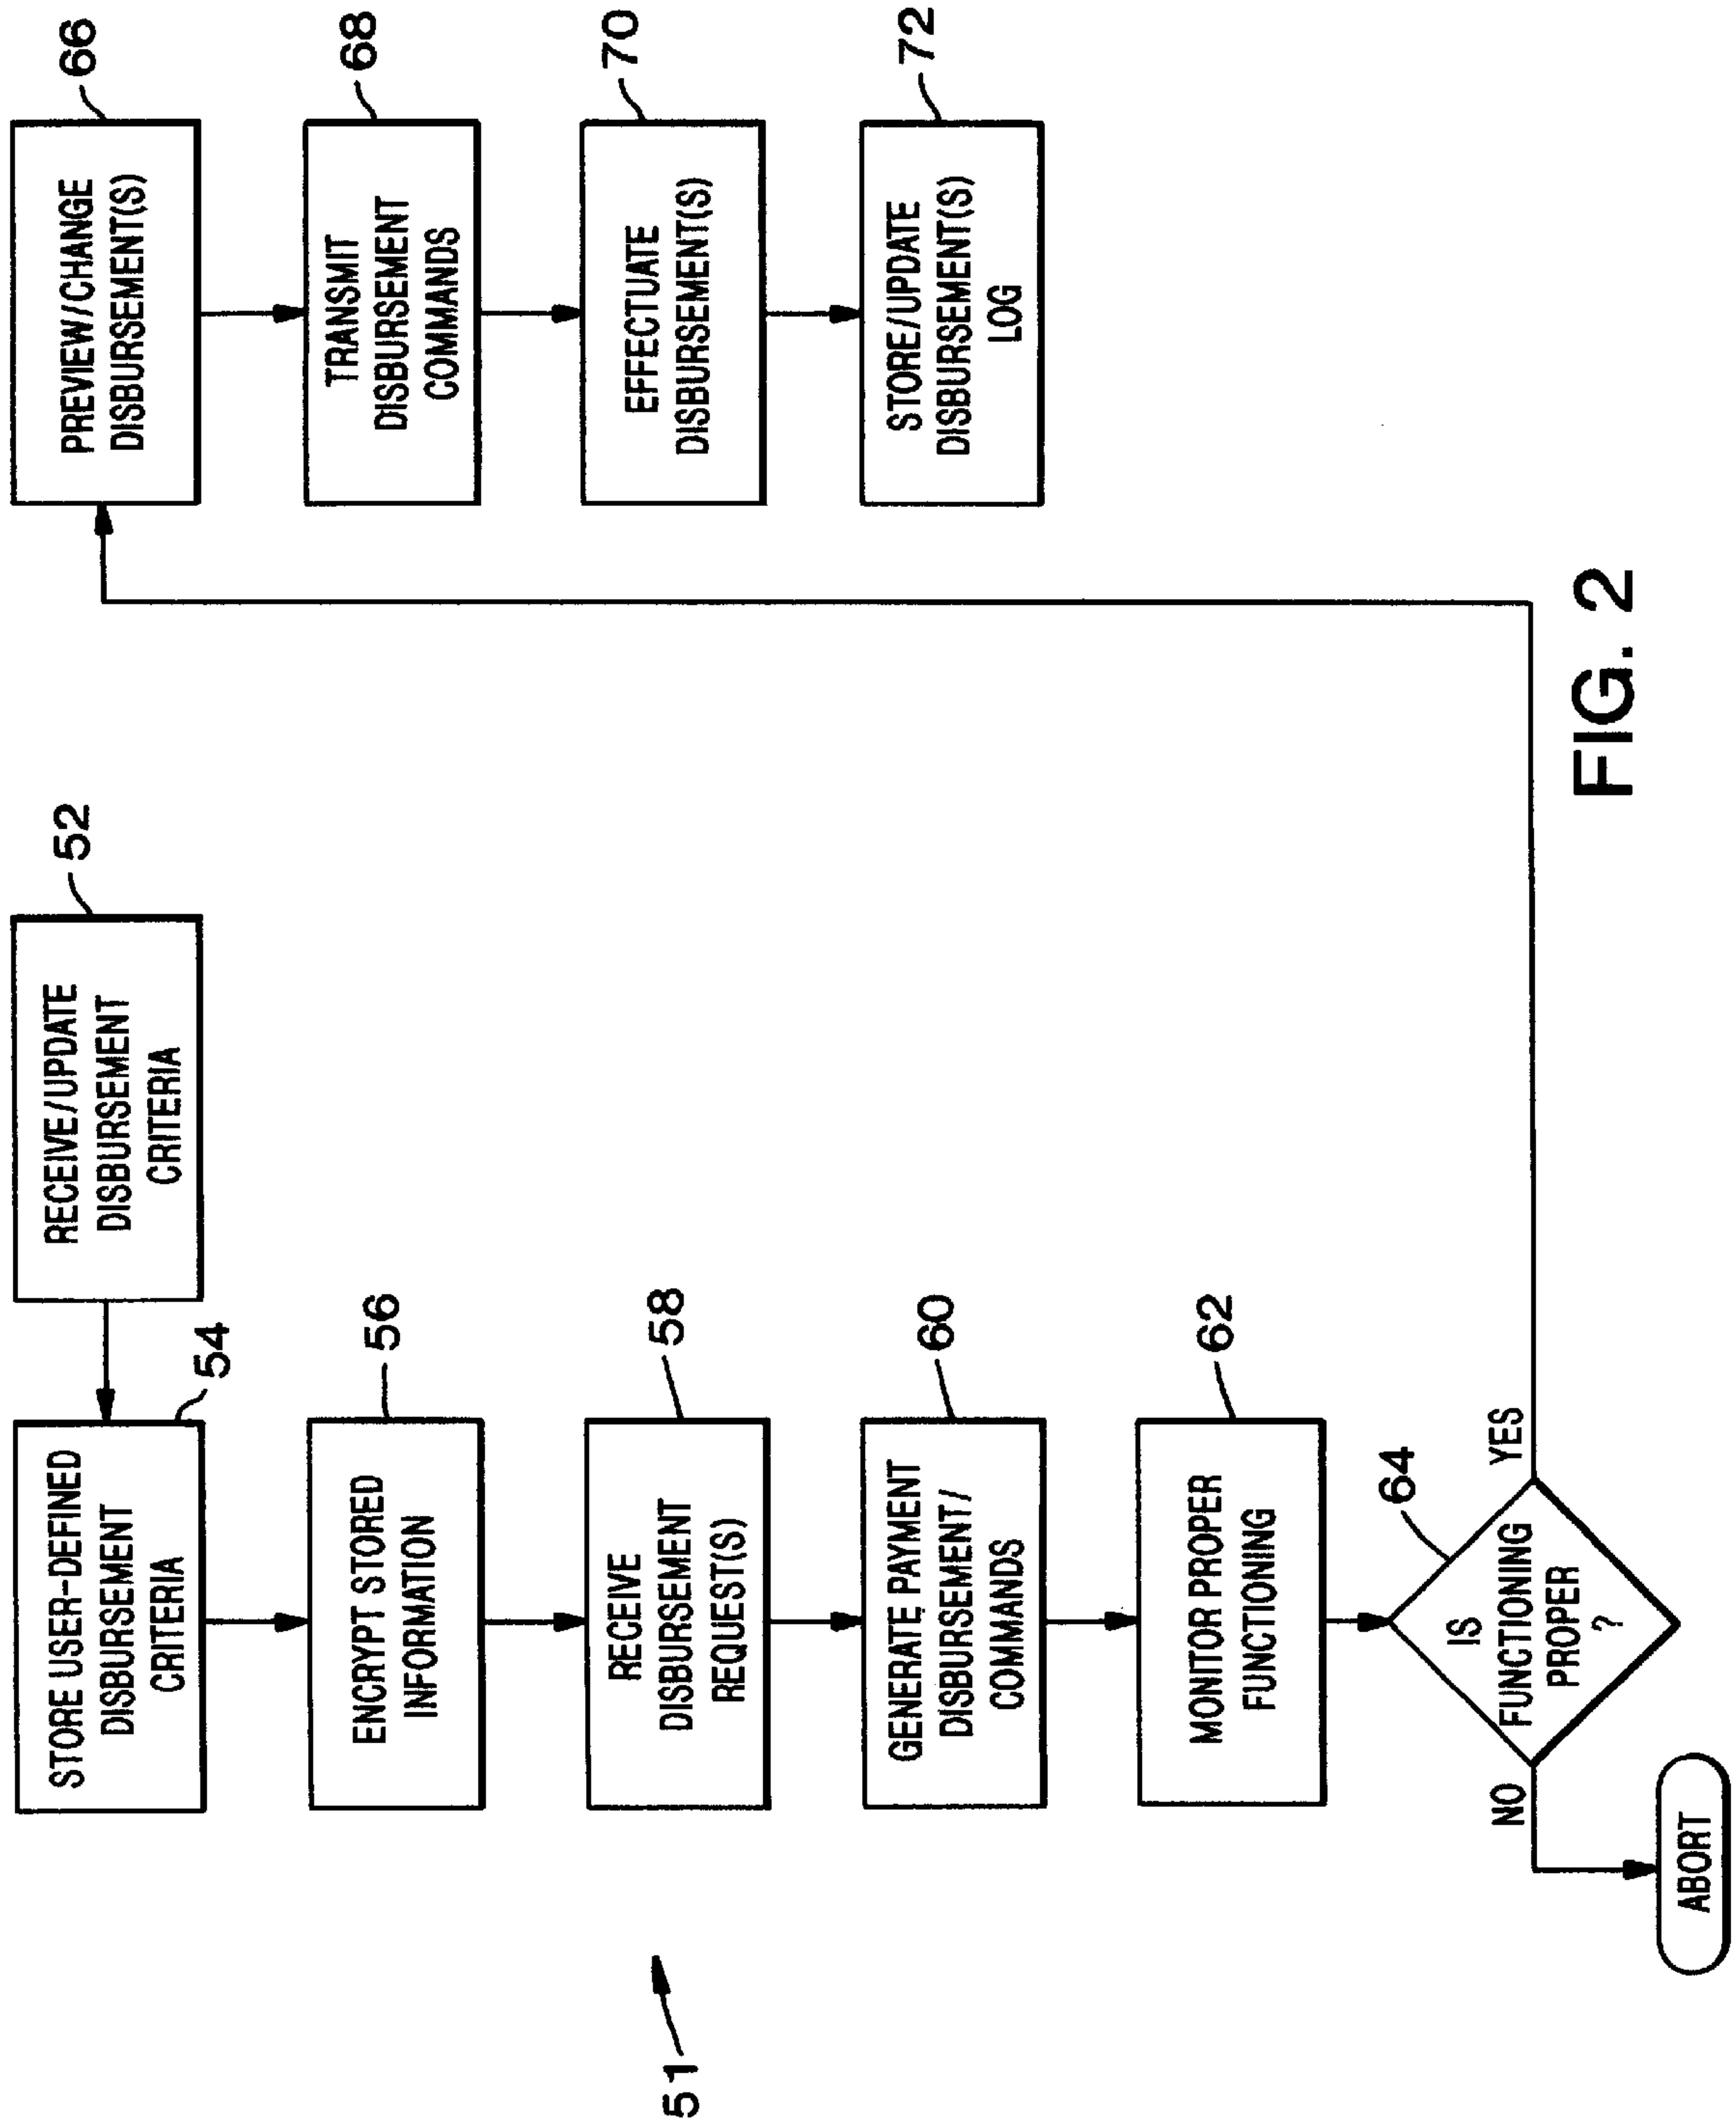 52
RECEIVE/UPDATE
DISBURSEMENT
CRITERIA
54
STORE USER-DEFINED
DISBURSEMENT
CRITERIA
56
ENCRYPT STORED
INFORMATION
58
RECEIVE
DISBURSEMENT
REQUEST(S)
60
GENERATE PAYMENT
DISBURSEMENT/
COMMANDS
62
MONITOR PROPER
FUNCTIONING
64
IS
FUNCTIONING
PROPER
?
NO
YES
ABORT
66
PREVIEW/CHANGE
DISBURSEMENT(S)
68
TRANSMIT
DISBURSEMENT
COMMANDS
70
EFFECTUATE
DISBURSEMENT(S)
72
STORE/UPDATE
DISBURSEMENT(S)
LOG
51
FIG. 2